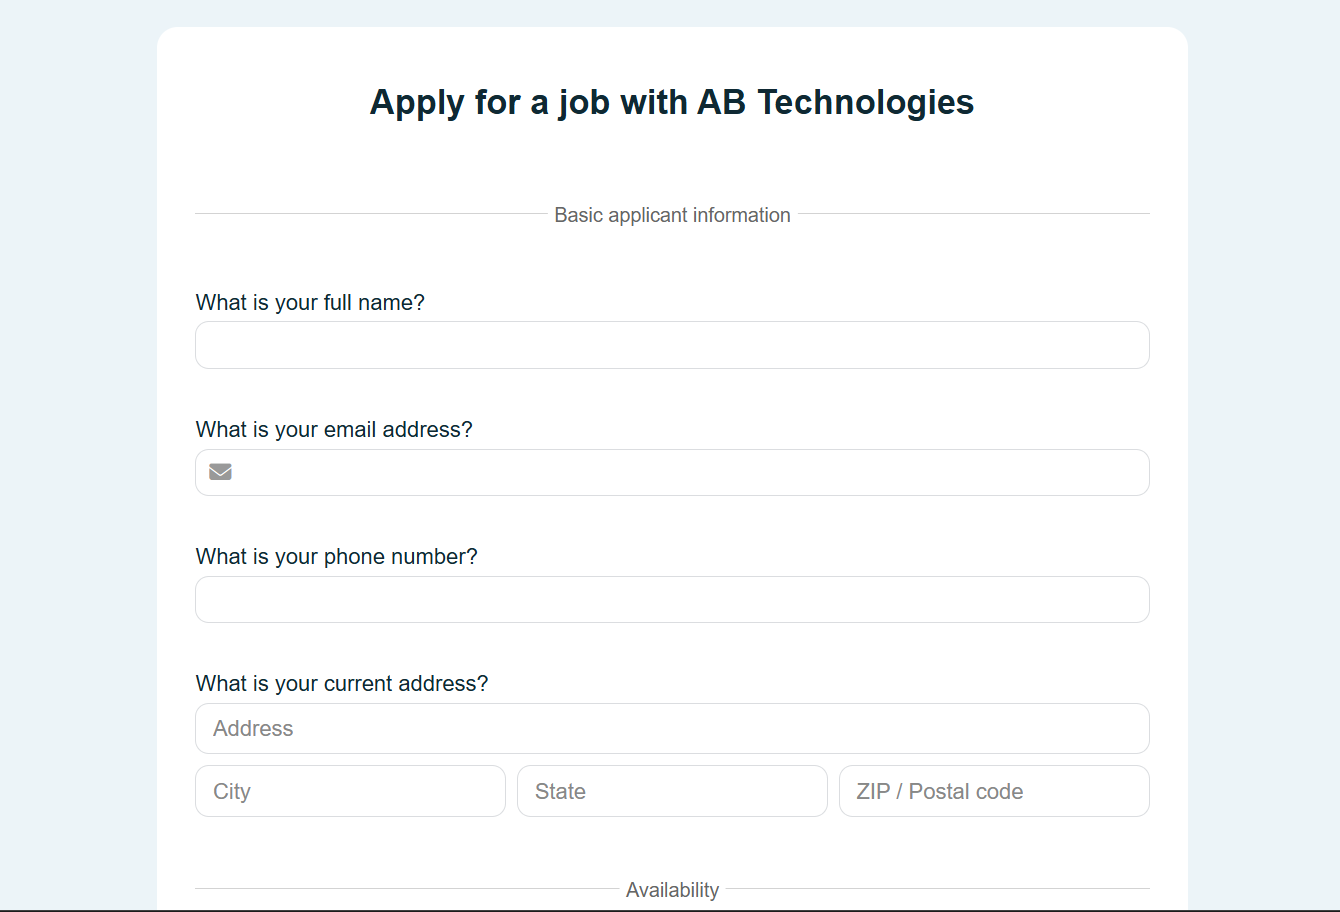 Apply for a job with AB Technologies
Basic applicant information
What is your full name?
What is your email address?
What is your phone number?
What is your current address?
Address
City State ZIP / Postal code
Availability